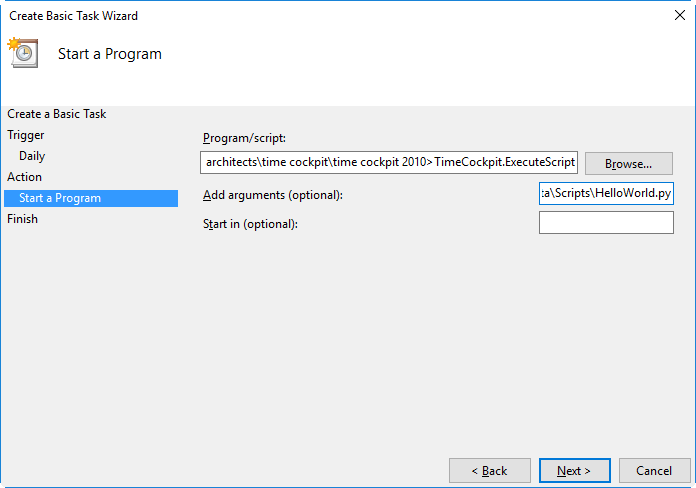 Create Basic Task Wizard
Start a Program
Create a Basic Task
Trigger
Daily
Action
Start a Program
Finish
Program/script:
architects\time cockpit\time cockpit 2010>TimeCockpit.ExecuteScript
Browse...
Add arguments (optional):
ta\Scripts\HelloWorld.py
Start in (optional):
< Back
Next >
Cancel